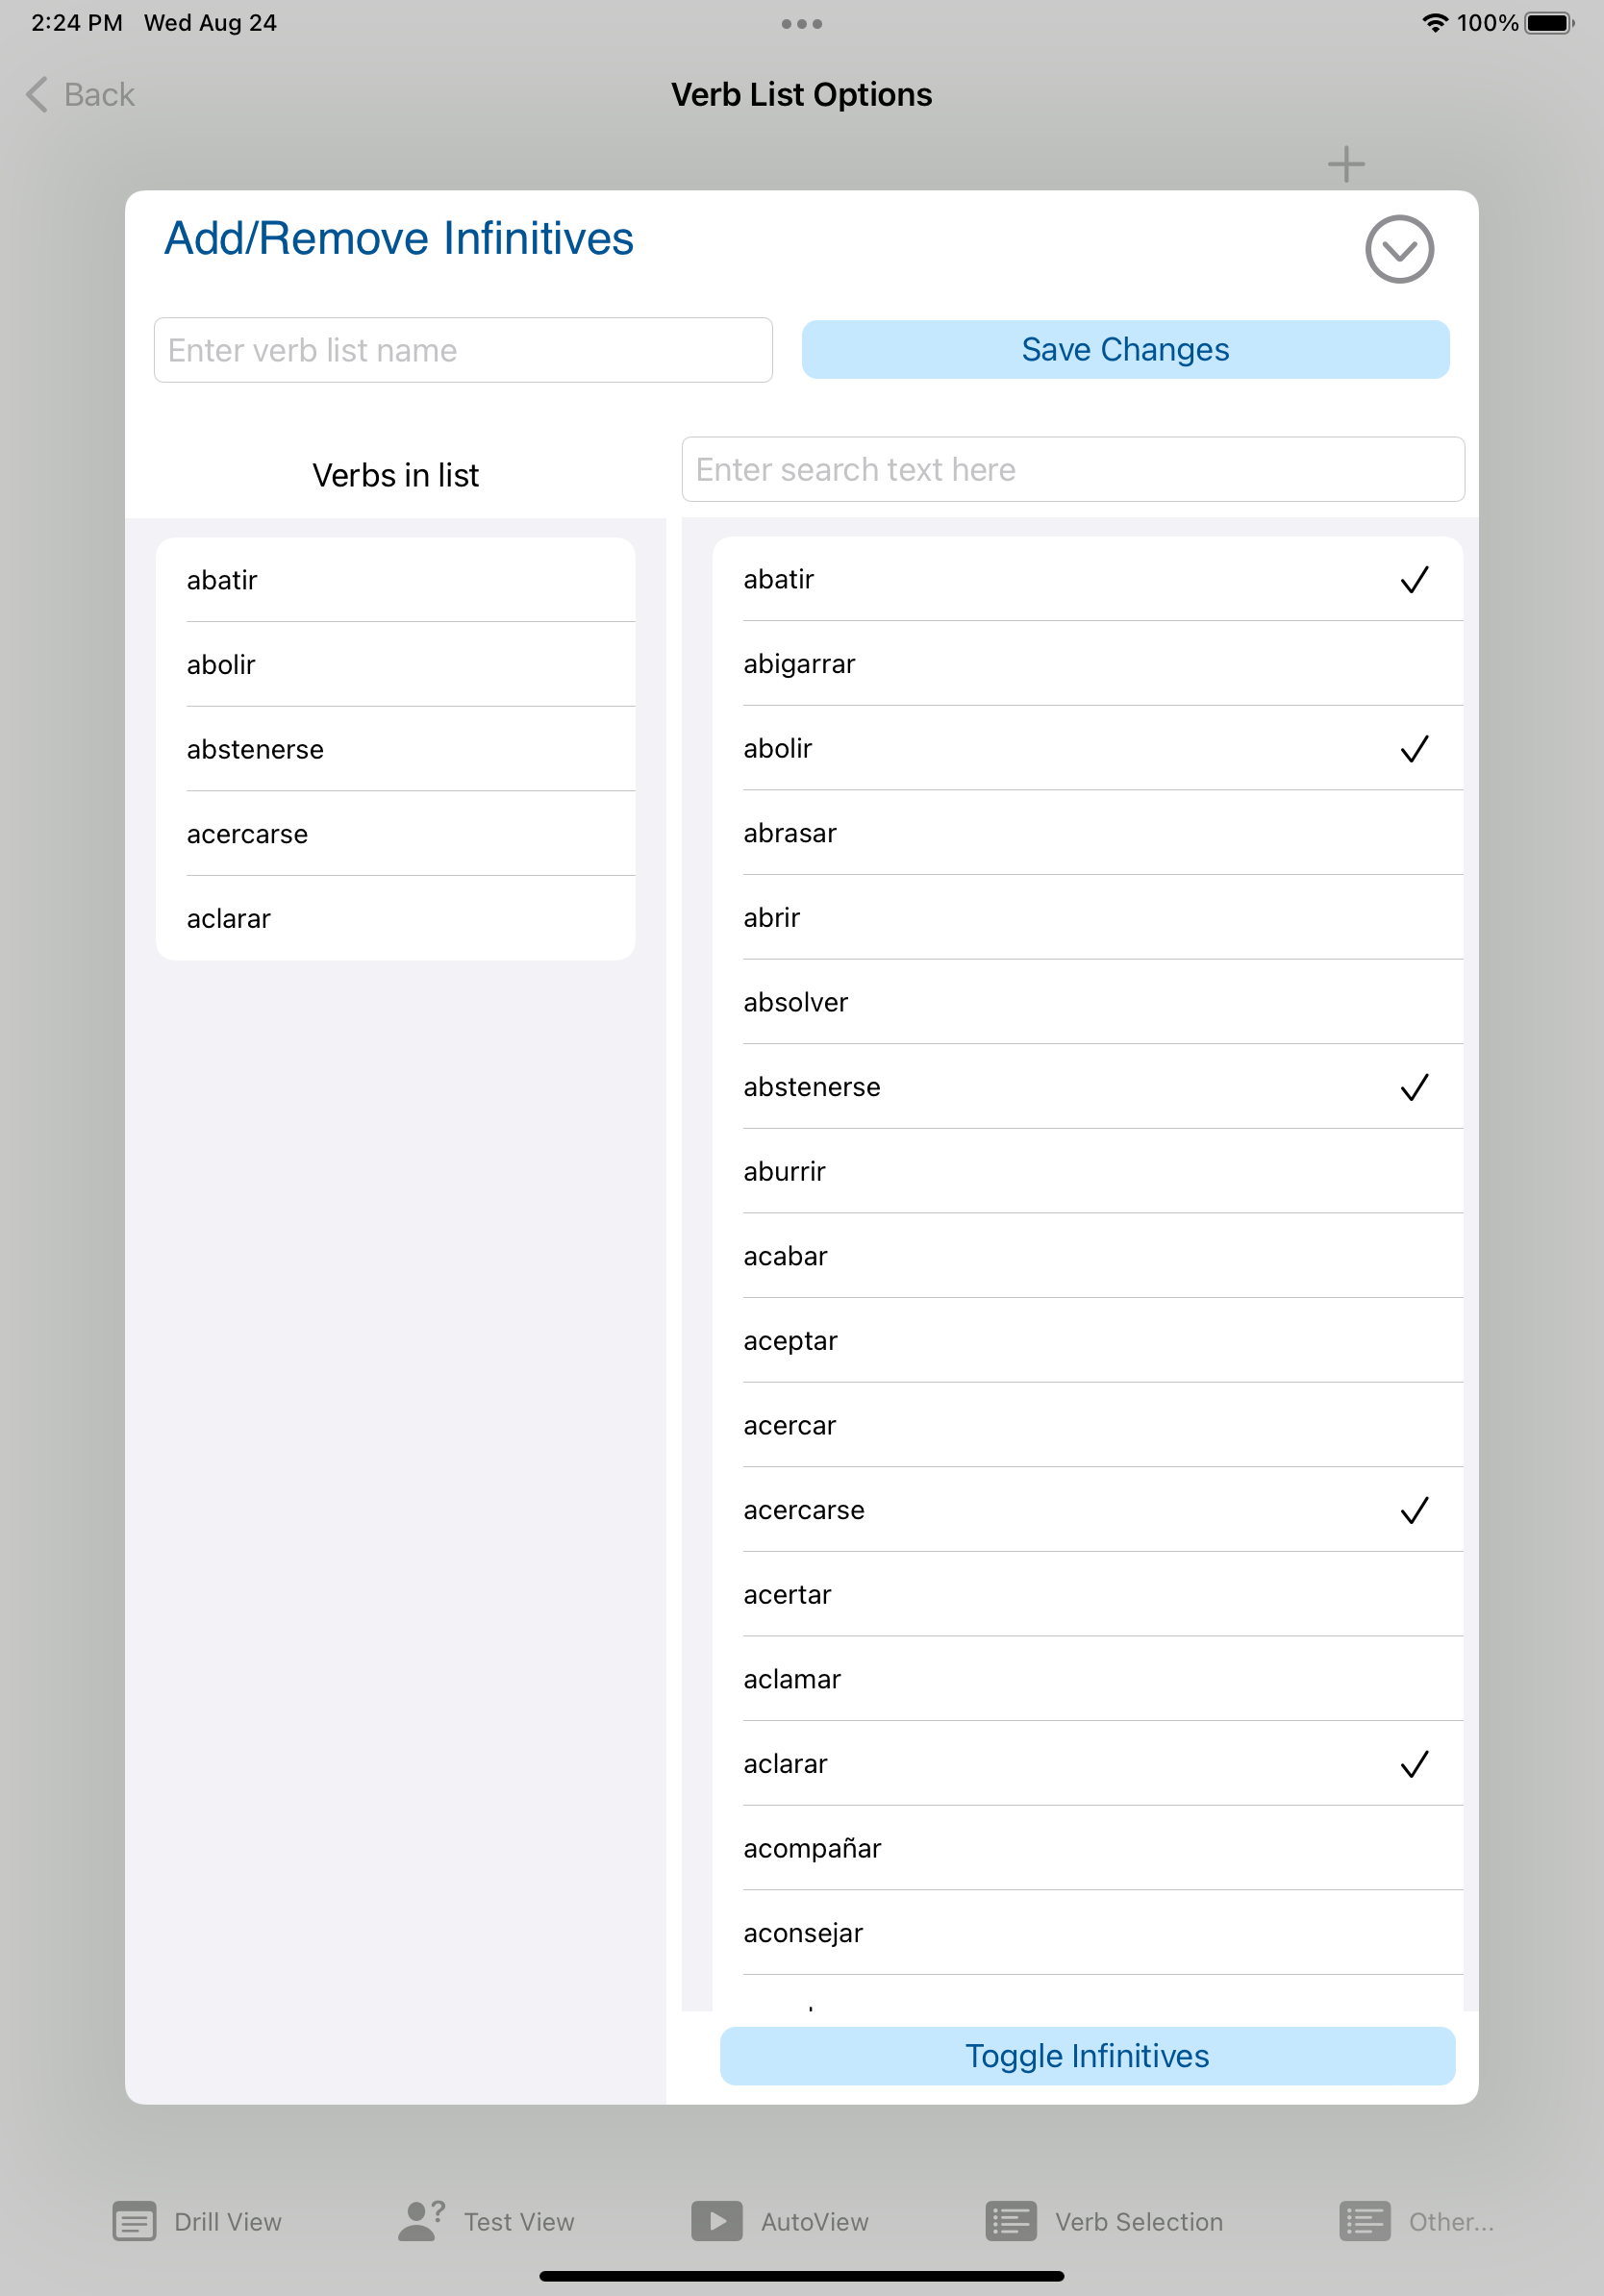 2:24 PM Wed Aug 24
100%
Back
Verb List Options
Add/Remove Infinitives
Enter verb list name
Save Changes
Verbs in list
Enter search text here
abatir
abolir
abstenerse
acercarse
aclarar
abatir
abigarrar
abolir
abrasar
abrir
absolver
abstenerse
aburrir
acabar
aceptar
acercar
acercarse
acertar
aclamar
aclarar
acompañar
aconsejar
Toggle Infinitives
Drill View
Test View
AutoView
Verb Selection
Other...